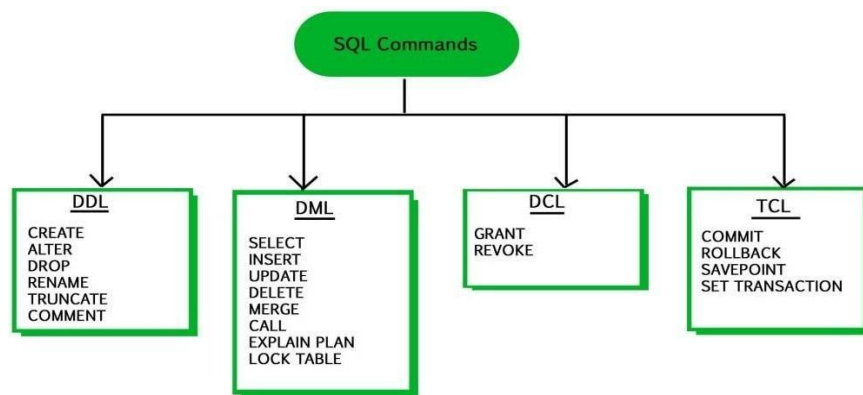 SQL Commands
DDL
CREATE
ALTER
DROP
RENAME
TRUNCATE
COMMENT
DML
SELECT
INSERT
UPDATE
DELETE
MERGE
CALL
EXPLAIN PLAN
LOCK TABLE
DCL
GRANT
REVOKE
TCL
COMMIT
ROLLBACK
SAVEPOINT
SET TRANSACTION